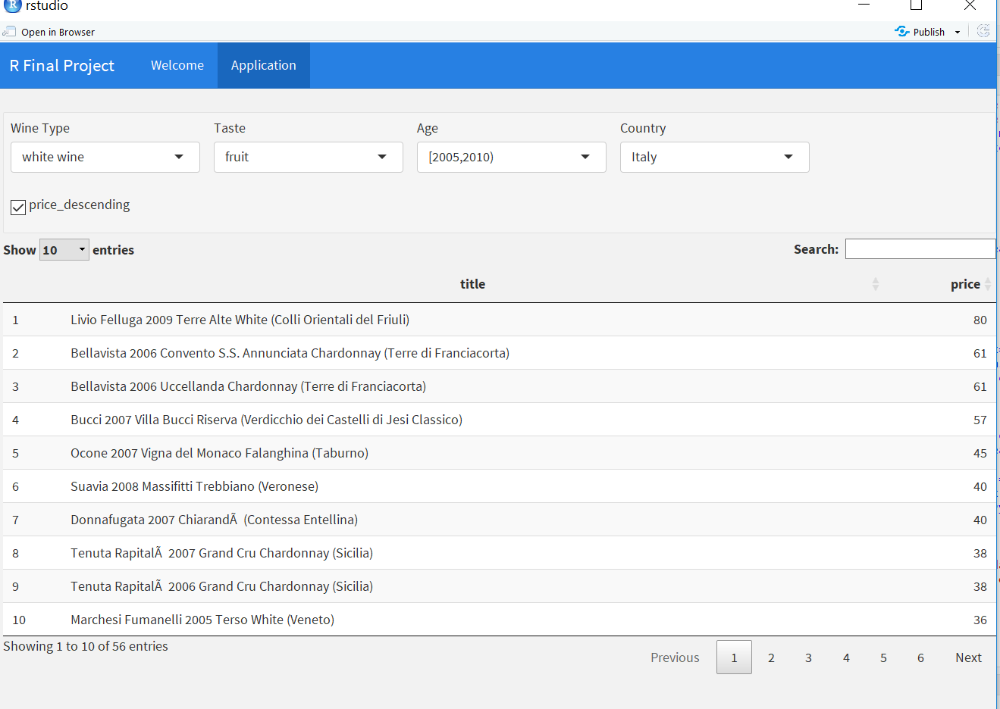 rstudio
Open in Browser Publish
R Final Project Welcome Application
Wine Type Taste Age Country
white wine fruit [2005,2010) Italy
price_descending
Show 10 entries Search:
title price
1 Livio Felluga 2009 Terre Alte White (Colli Orientali del Friuli) 80
2 Bellavista 2006 Convento S.S. Annunciata Chardonnay (Terre di Franciacorta) 61
3 Bellavista 2006 Uccellanda Chardonnay (Terre di Franciacorta) 61
4 Bucci 2007 Villa Bucci Riserva (Verdicchio dei Castelli di Jesi Classico) 57
5 Ocone 2007 Vigna del Monaco Falanghina (Taburno) 45
6 Suavia 2008 Massifitti Trebbiano (Veronese) 40
7 Donnafugata 2007 ChiarandÃ  (Contessa Entellina) 40
8 Tenuta RapitalÃ  2007 Grand Cru Chardonnay (Sicilia) 38
9 Tenuta RapitalÃ  2006 Grand Cru Chardonnay (Sicilia) 38
10 Marchesi Fumanelli 2005 Terso White (Veneto) 36
Showing 1 to 10 of 56 entries
Previous 1 2 3 4 5 6 Next